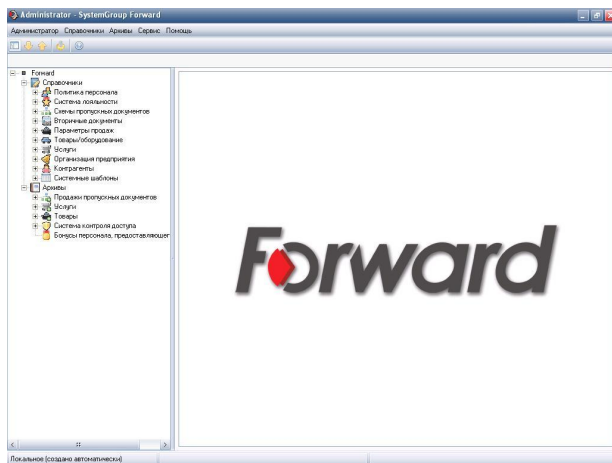 Administrator - SystemGroup Forward
Администратор Справочники Архивы Сервис Помощь
Forward
Справочники
Политика персонала
Система лояльности
Схемы пропускных документов
Вторичные документы
Параметры продаж
Товары/оборудование
Услуги
Организация предприятия
Контрагенты
Системные шаблоны
Архивы
Продажи пропускных документов
Услуги
Товары
Система контроля доступа
Бонусы персонала, предоставляющег
Forward
Локальное (создано автоматически)